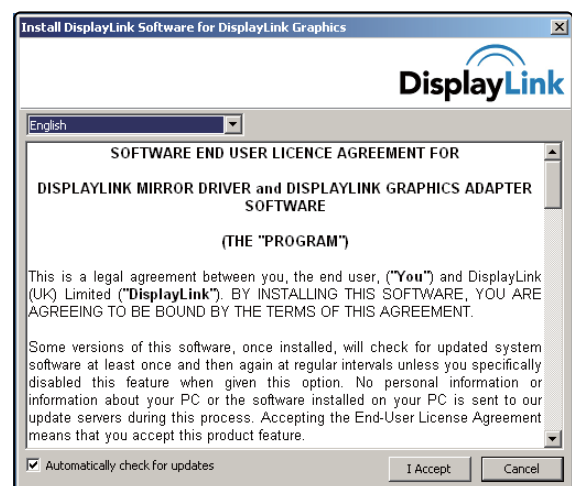 Install DisplayLink Software for DisplayLink Graphics
DisplayLink
English
SOFTWARE END USER LICENCE AGREEMENT FOR
DISPLAYLINK MIRROR DRIVER and DISPLAYLINK GRAPHICS ADAPTER
SOFTWARE
(THE "PROGRAM")
This is a legal agreement between you, the end user, ("You") and DisplayLink
(UK) Limited ("DisplayLink"). BY INSTALLING THIS SOFTWARE, YOU ARE
AGREEING TO BE BOUND BY THE TERMS OF THIS AGREEMENT.
Some versions of this software, once installed, will check for updated system
software at least once and then again at regular intervals unless you specifically
disabled this feature when given this option. No personal information or
information about your PC or the software installed on your PC is sent to our
update servers during this process. Accepting the End-User License Agreement
means that you accept this product feature.
Automatically check for updates
I Accept
Cancel